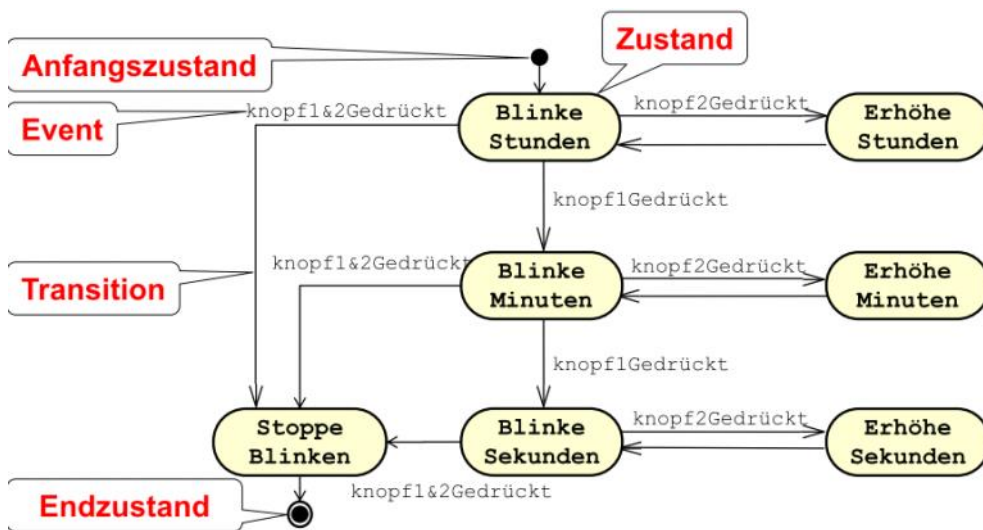 Zustand
Anfangszustand
Event
knopf1&2Gedrückt
Blinke
Stunden
knopf2Gedrückt
Erhöhe
Stunden
knopf1Gedrückt
Transition
knopf1&2Gedrückt
Blinke
Minuten
knopf2Gedrückt
Erhöhe
Minuten
knopf1Gedrückt
Stoppe
Blinken
Blinke
Sekunden
knopf2Gedrückt
Erhöhe
Sekunden
knopf1&2Gedrückt
Endzustand